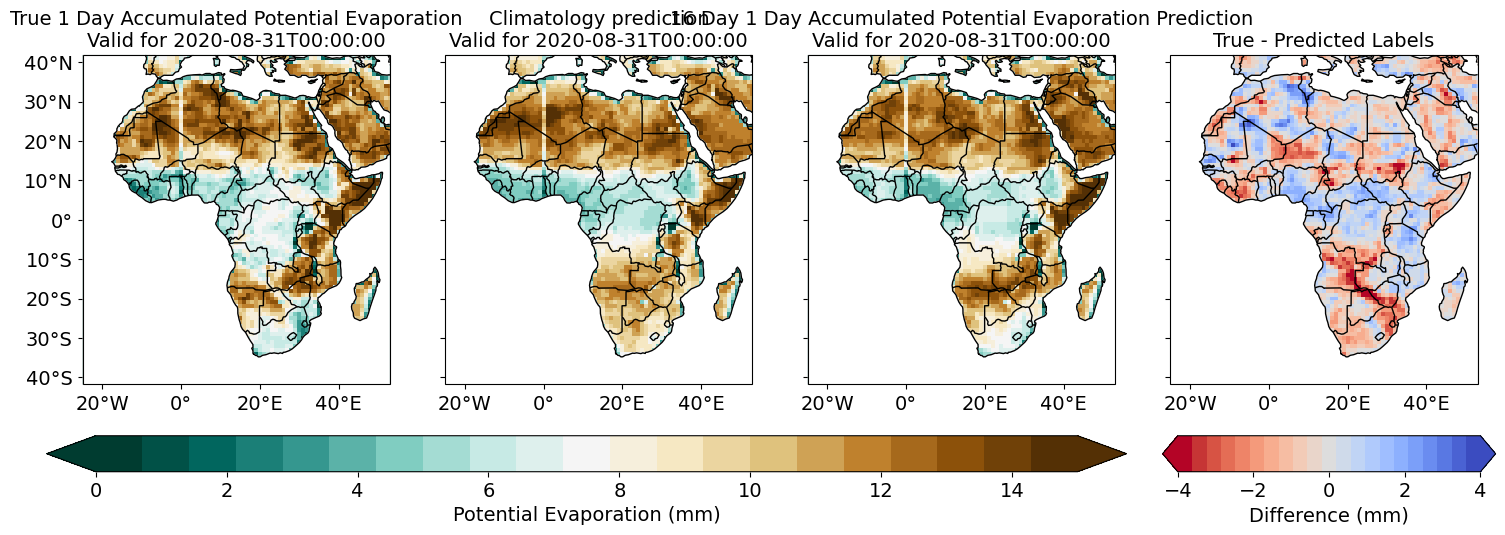 True 1 Day Accumulated Potential Evaporation
Valid for 2020-08-31T00:00:00
Climatology prediction
Valid for 2020-08-31T00:00:00
16 Day 1 Day Accumulated Potential Evaporation Prediction
Valid for 2020-08-31T00:00:00
True - Predicted Labels
40°N
30°N
20°N
10°N
0°
10°S
20°S
30°S
40°S
20°W 0° 20°E 40°E
20°W 0° 20°E 40°E
20°W 0° 20°E 40°E
20°W 0° 20°E 40°E
0 2 4 6 8 10 12 14
Potential Evaporation (mm)
−4 −2 0 2 4
Difference (mm)